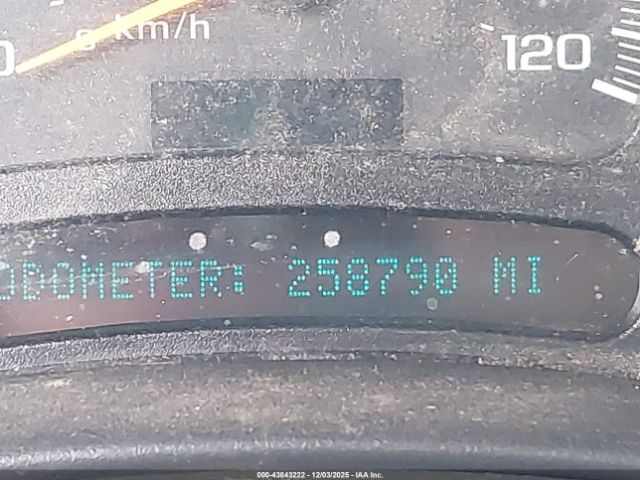 km/h
120
ODOMETER: 258790 MI
000-43843222 - 12/03/2025 - IAA Inc.